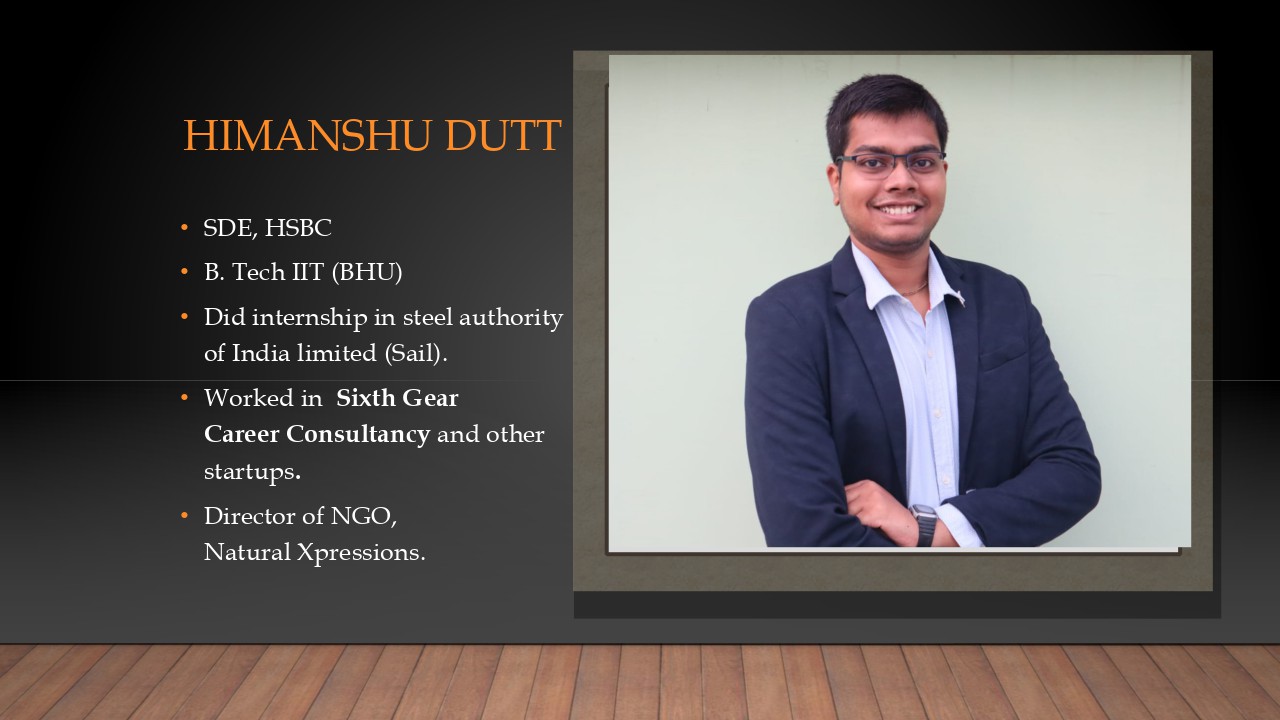 HIMANSHU DUTT
• SDE, HSBC
• B. Tech IIT (BHU)
• Did internship in steel authority
of India limited (Sail).
• Worked in  Sixth Gear
Career Consultancy and other
startups.
• Director of NGO,
Natural Xpressions.